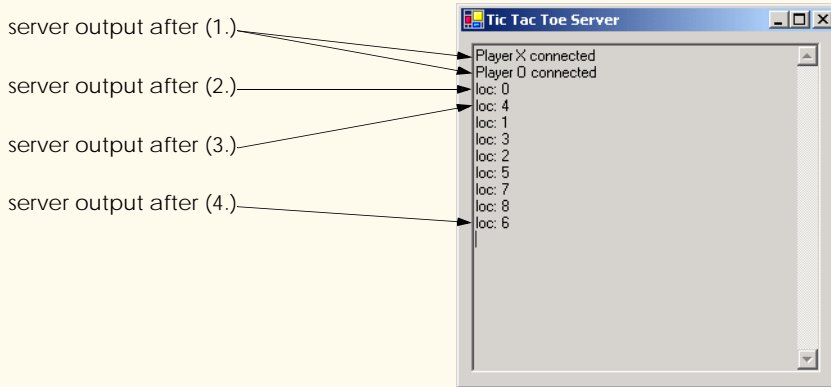 server output after (1.)
server output after (2.)
server output after (3.)
server output after (4.)
Tic Tac Toe Server
Player X connected
Player O connected
loc: 0
loc: 4
loc: 1
loc: 3
loc: 2
loc: 5
loc: 7
loc: 8
loc: 6